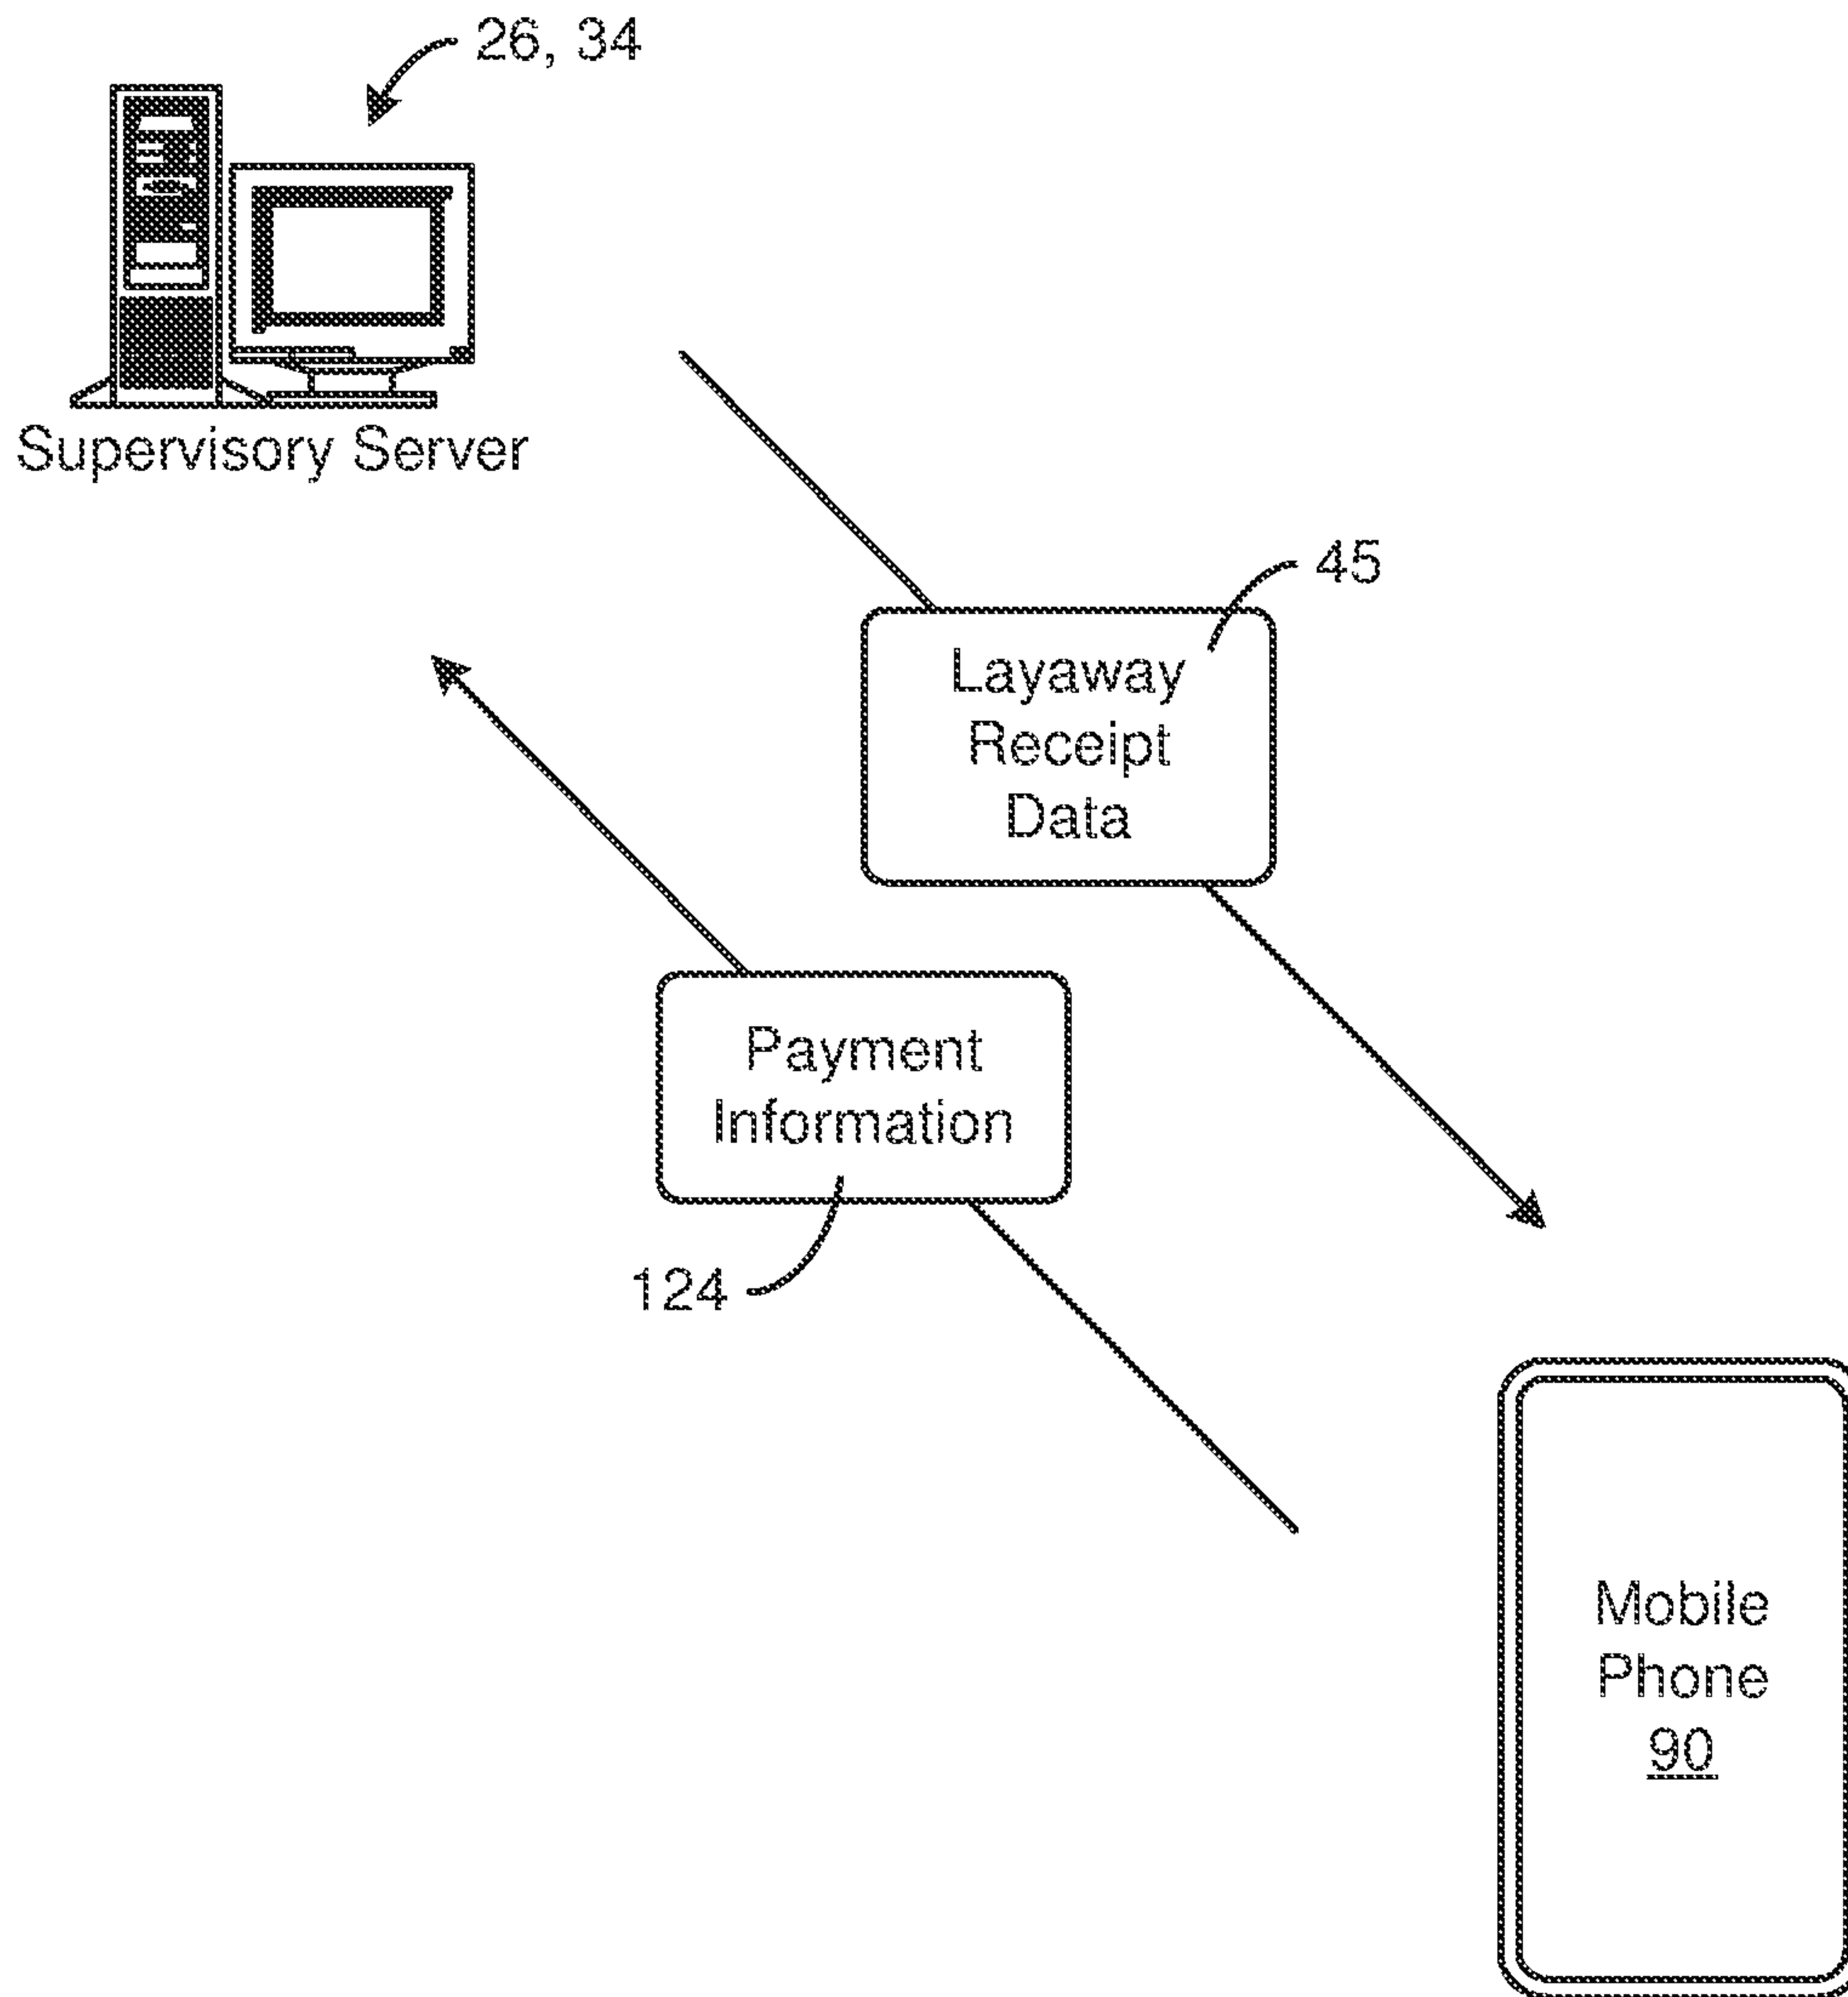 26, 34
Supervisory Server
45
Layaway
Receipt
Data
Payment
Information
124
Mobile
Phone
90